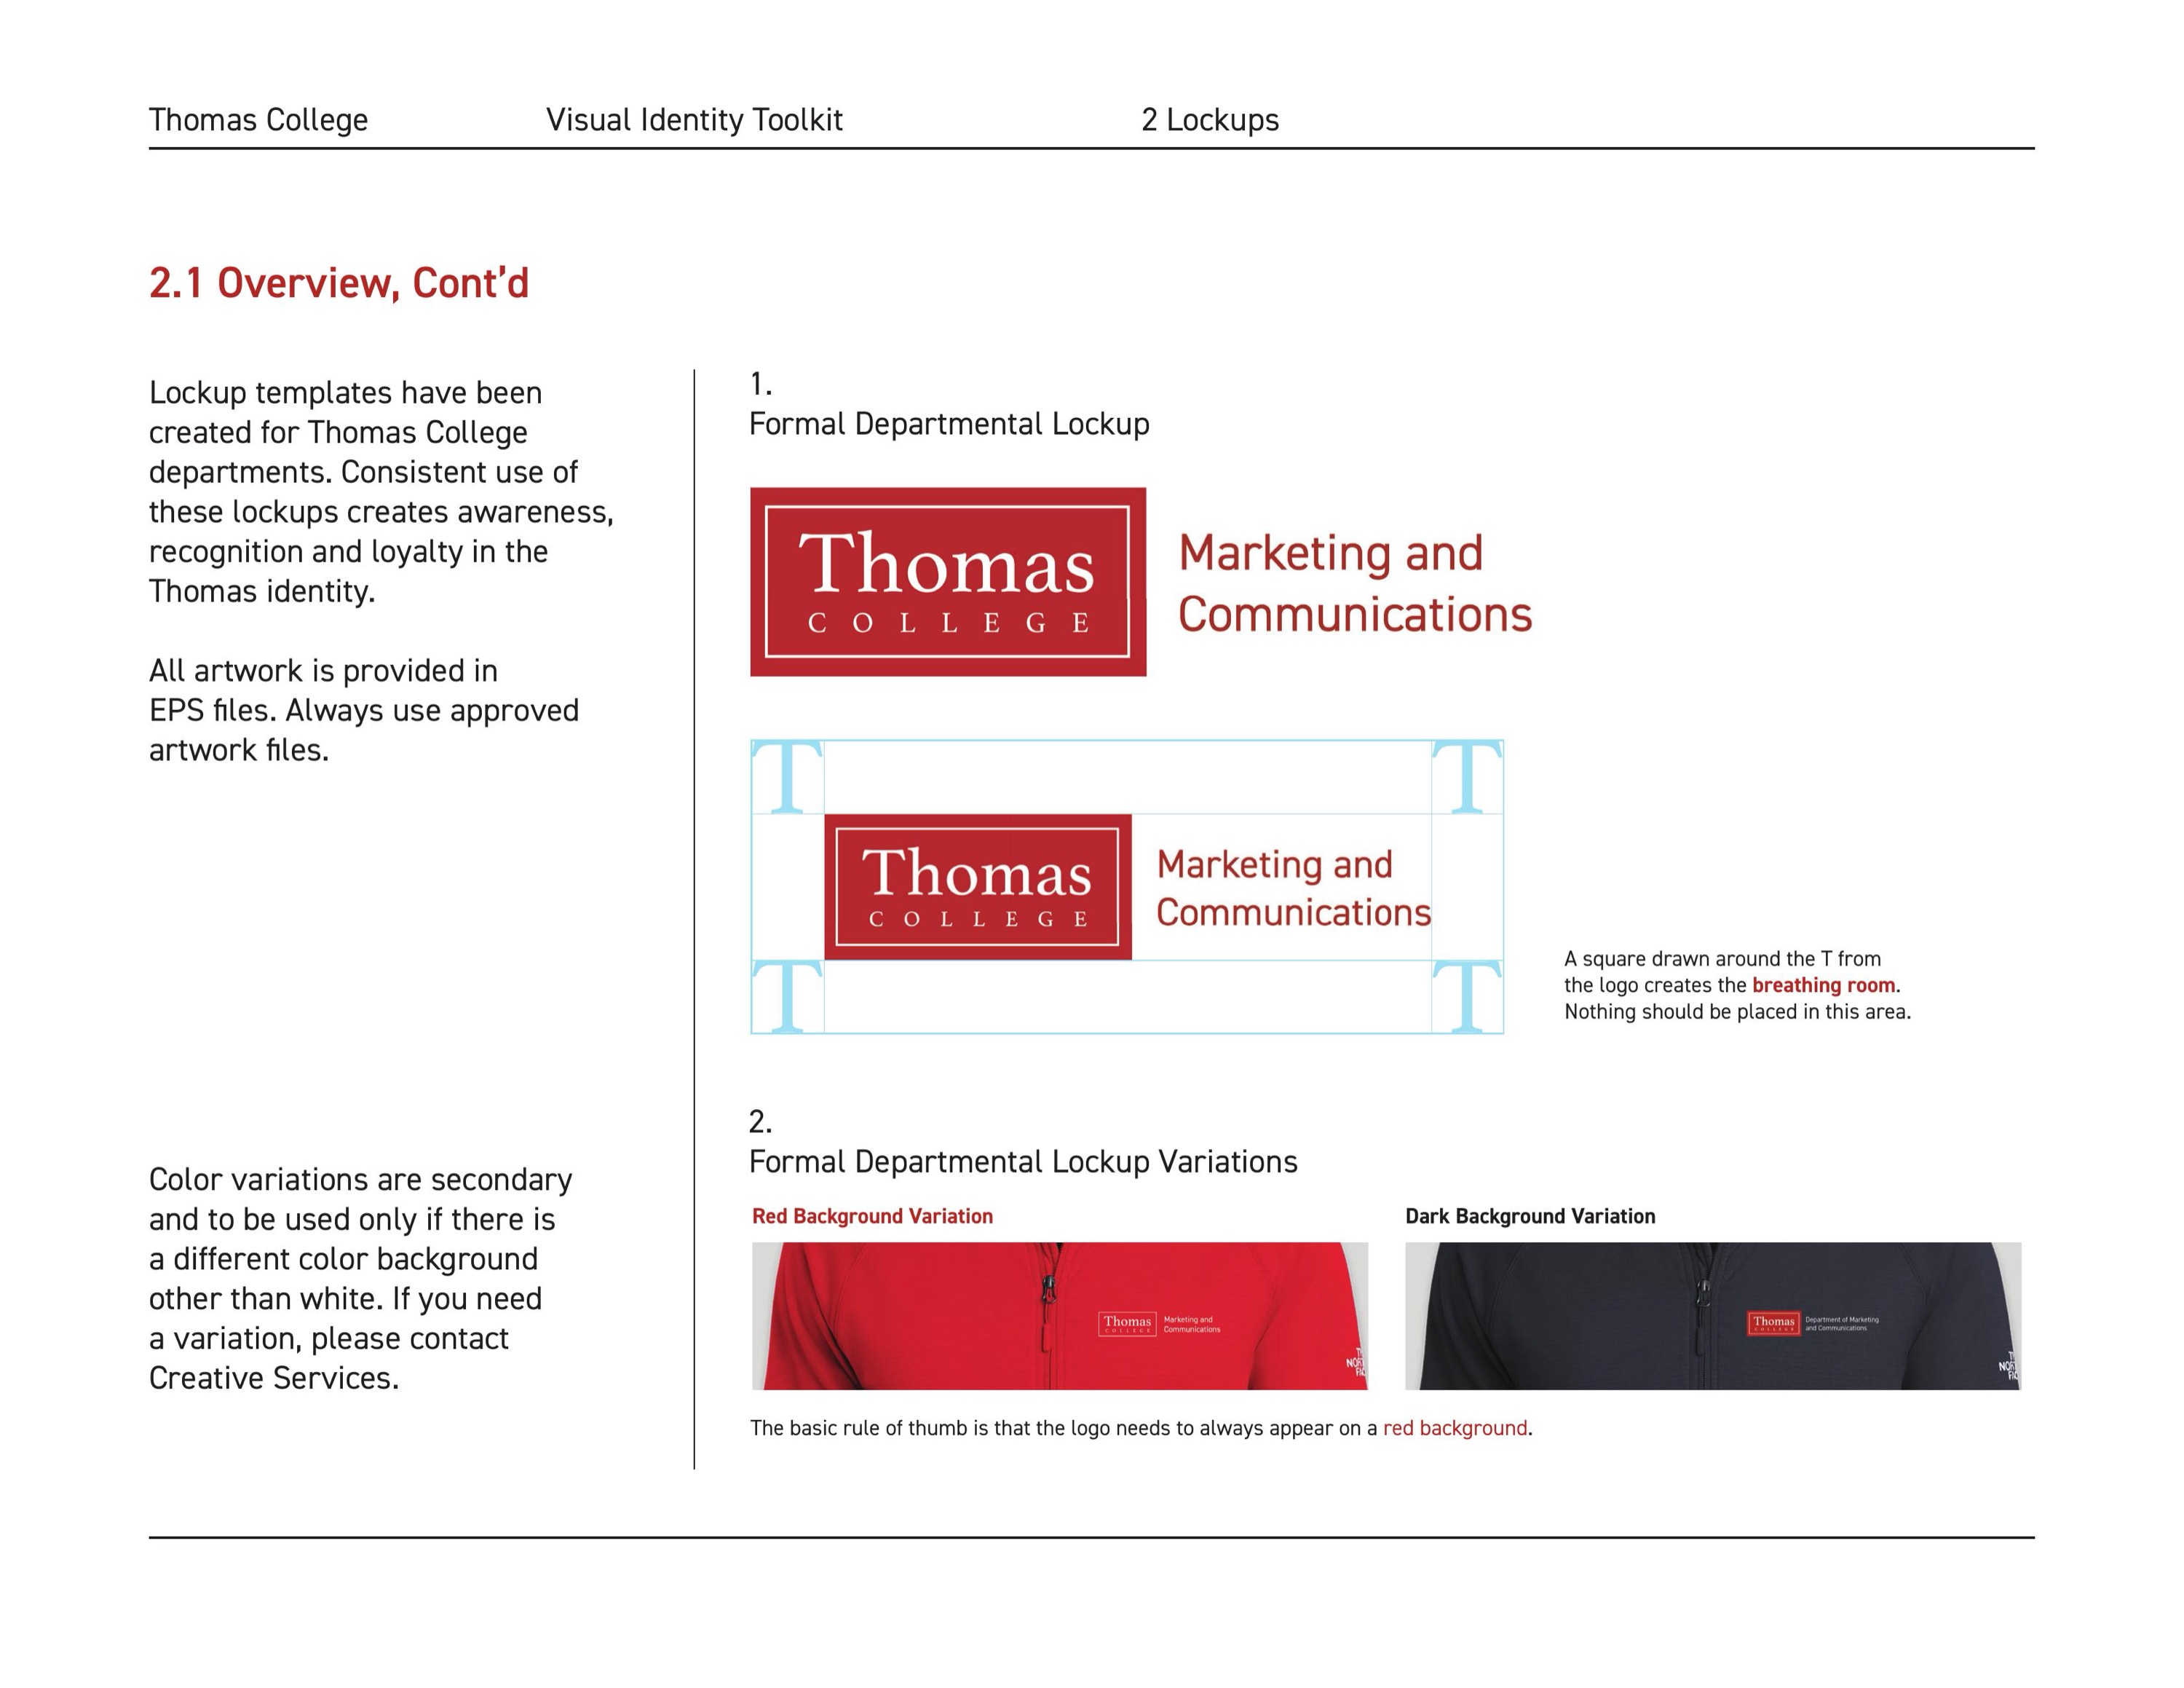 Thomas College Visual Identity Toolkit 2 Lockups
2.1 Overview, Cont'd
Lockup templates have been
created for Thomas College
departments. Consistent use of
these lockups creates awareness,
recognition and loyalty in the
Thomas identity.
All artwork is provided in
EPS files. Always use approved
artwork files.
Color variations are secondary
and to be used only if there is
a different color background
other than white. If you need
a variation, please contact
Creative Services.
1.
Formal Departmental Lockup
Thomas
COLLEGE
Marketing and
Communications
T T
Thomas
COLLEGE
Marketing and
Communications
T T
A square drawn around the T from
the logo creates the breathing room.
Nothing should be placed in this area.
2.
Formal Departmental Lockup Variations
Red Background Variation
Thomas
COLLEGE
Marketing and
Communications
Dark Background Variation
Thomas
COLLEGE
Department of Marketing
and Communications
The basic rule of thumb is that the logo needs to always appear on a red background.